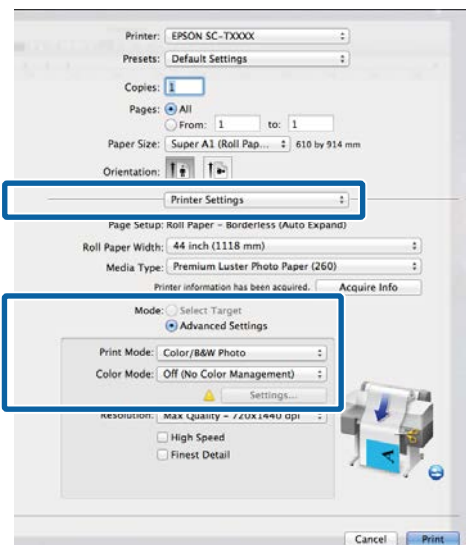 Printer: EPSON SC-TXXXX
Presets: Default Settings
Copies: 1
Pages: All
From: 1 to: 1
Paper Size: Super A1 (Roll Pap... 610 by 914 mm
Orientation:
Printer Settings
Page Setup: Roll Paper - Borderless (Auto Expand)
Roll Paper Width: 44 inch (1118 mm)
Media Type: Premium Luster Photo Paper (260)
Printer information has been acquired. Acquire Info
Mode: Select Target
Advanced Settings
Print Mode: Color/B&W Photo
Color Mode: Off (No Color Management)
Settings...
Resolution: Max Quality - 720x1440 dpi
High Speed
Finest Detail
A
Cancel Print